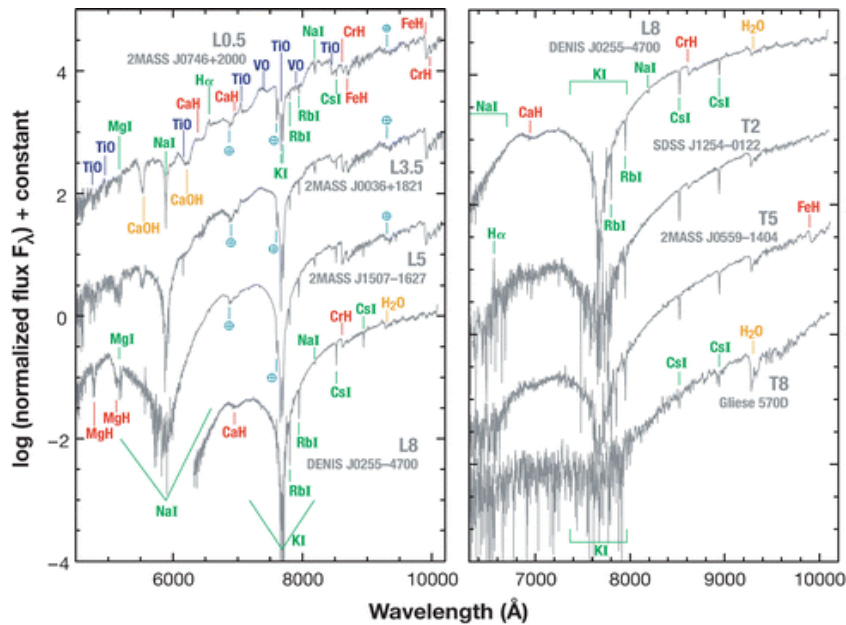 log (normalized flux Fλ) + constant
4
2
0
−2
−4
L0.5
2MASS J0746+2000
TiO
TiO
MgI
CaOH
NaI
TiO
CaOH
CaH
Hα
CaH
TiO
VO
TiO
KI
VO
RbI
RbI
NaI
TiO
CsI
CrH
FeH
⊕
FeH
CrH
⊕
⊕
L3.5
2MASS J0036+1821
⊕
⊕
⊕
L5
2MASS J1507−1627
⊕
⊕
⊕
MgI
MgH
MgH
NaI
CaH
NaI
CrH
CsI
CsI
H2O
RbI
RbI
KI
L8
DENIS J0255−4700
6000
8000
10000
L8
DENIS J0255−4700
NaI
CaH
KI
NaI
CrH
CsI
CsI
H2O
RbI
RbI
T2
SDSS J1254−0122
Hα
T5
2MASS J0559−1404
FeH
CsI
CsI
H2O
T8
Gliese 570D
KI
7000
8000
9000
10000
Wavelength (Å)